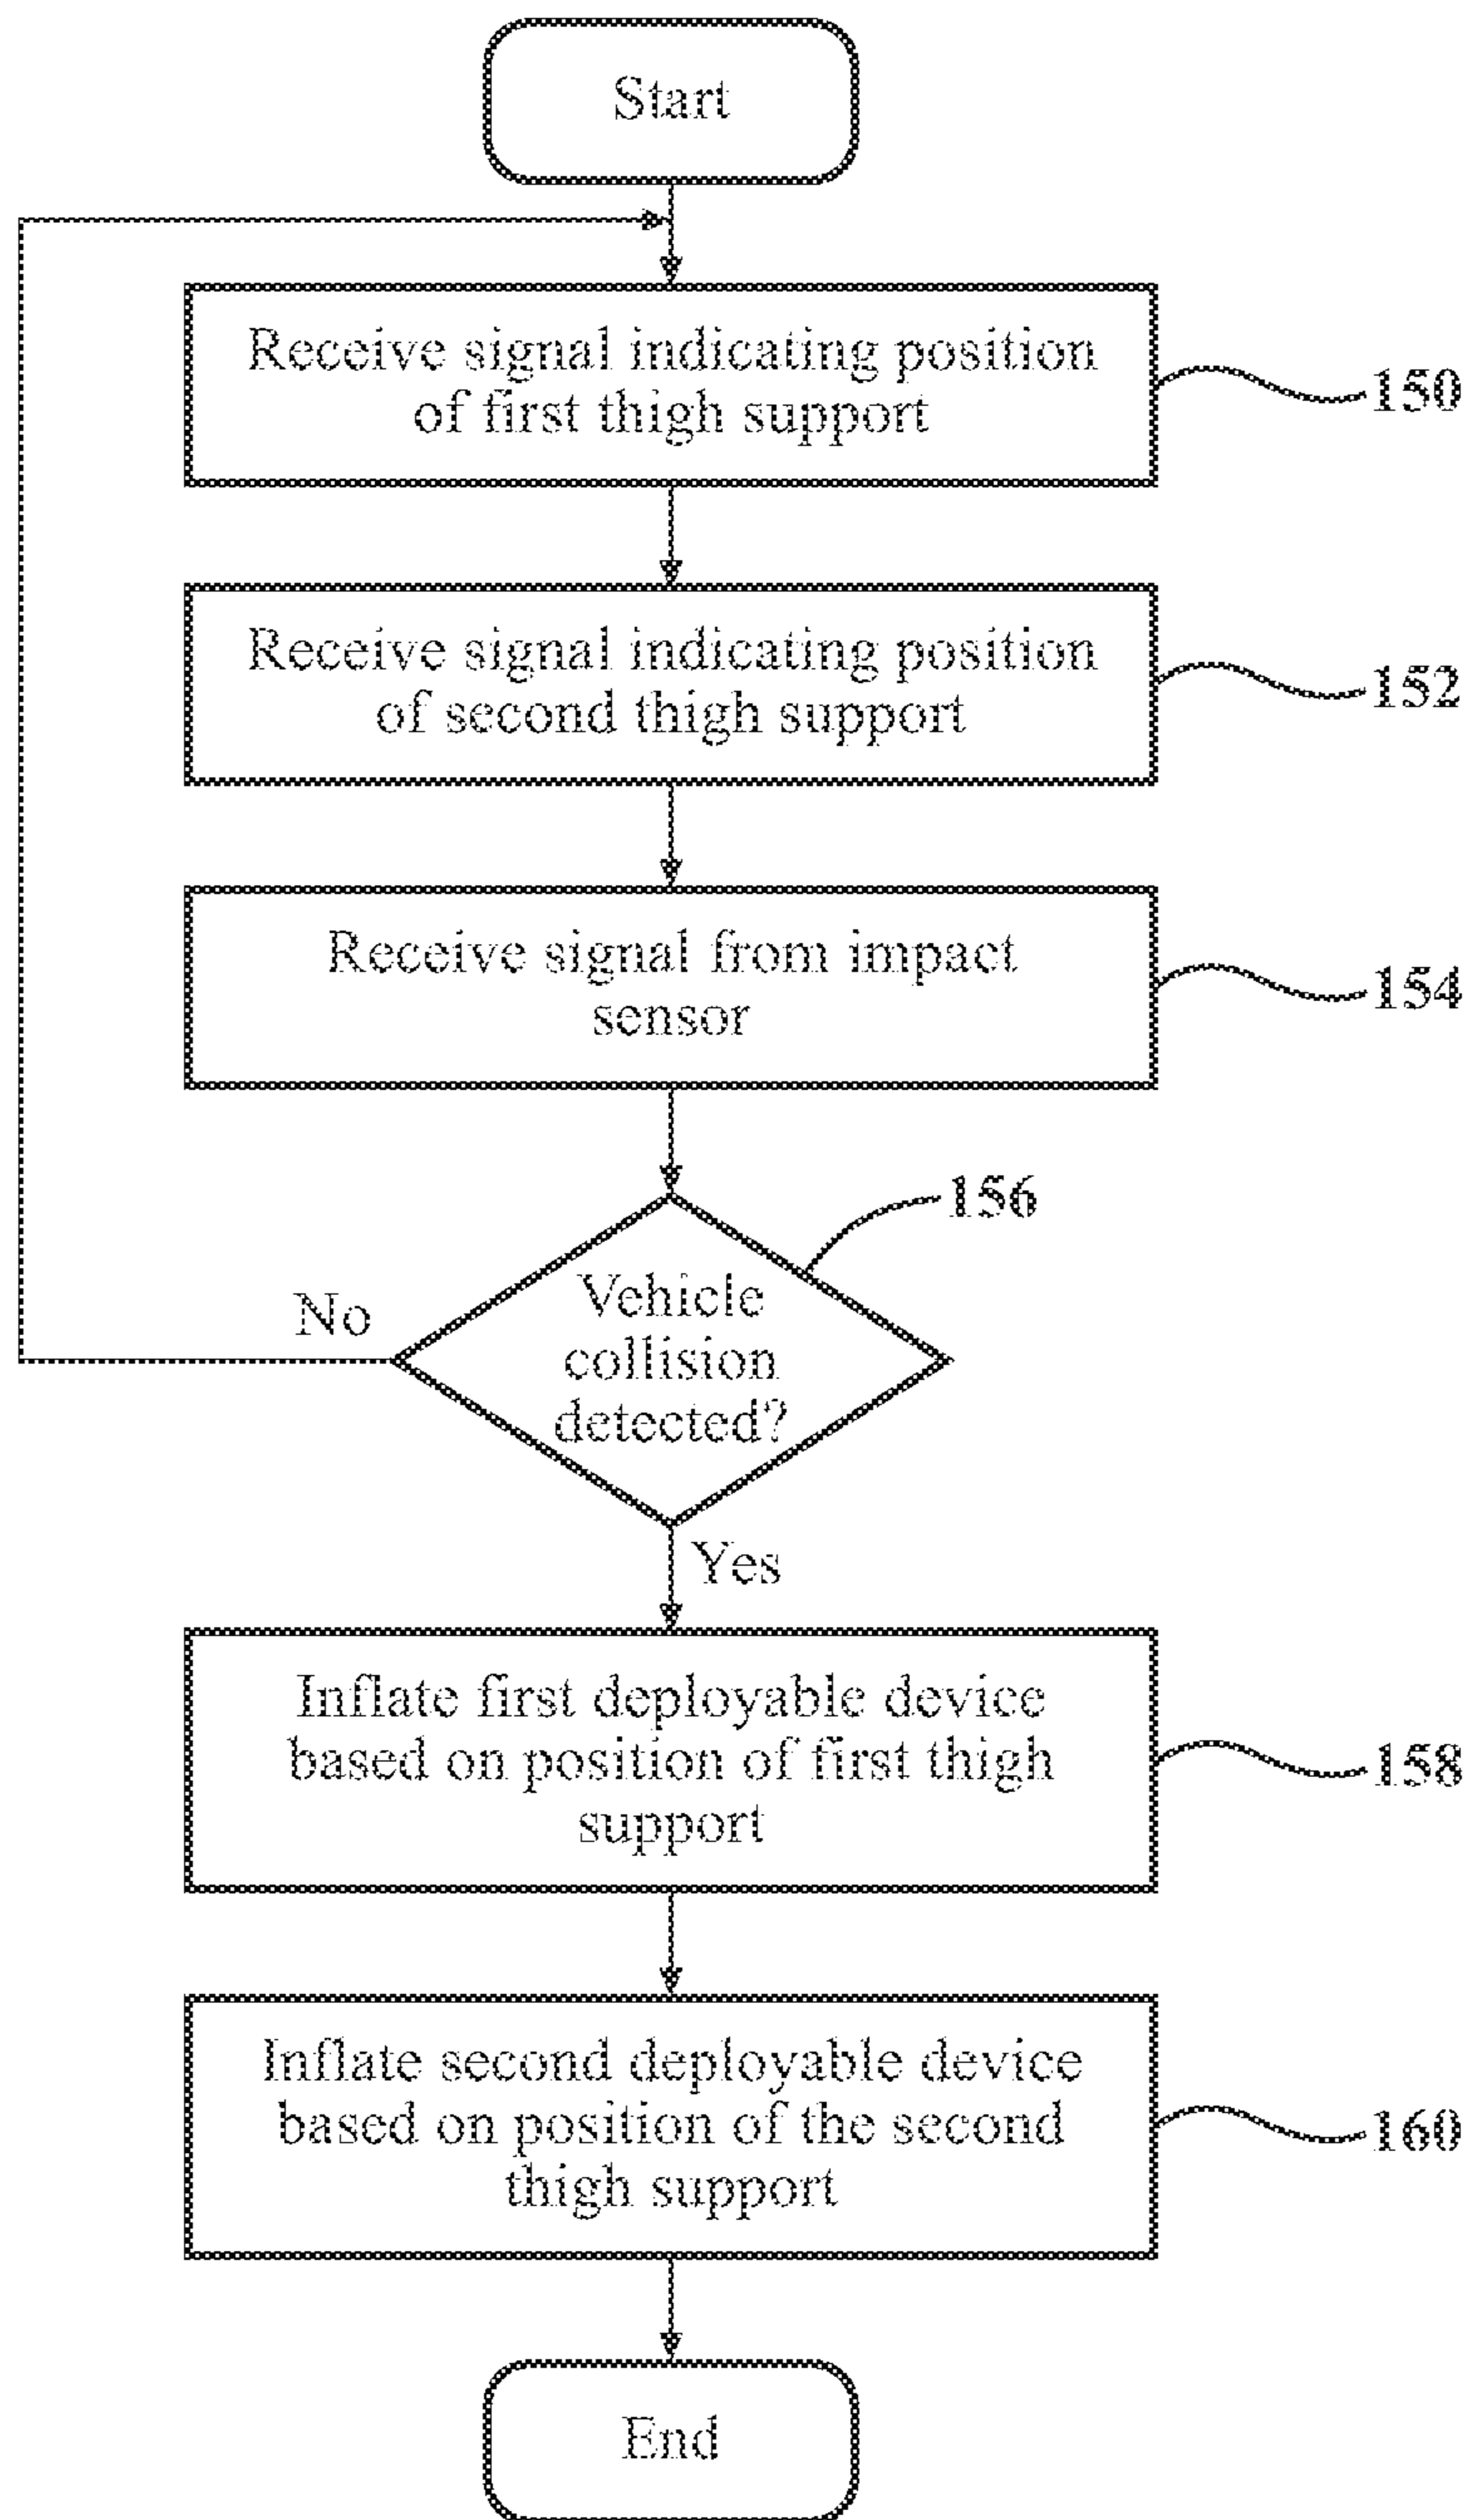 Start
Receive signal indicating position
of first thigh support
150
Receive signal indicating position
of second thigh support
152
Receive signal from impact
sensor
154
156
Vehicle
collision
detected?
No
Yes
Inflate first deployable device
based on position of first thigh
support
158
Inflate second deployable device
based on position of the second
thigh support
160
End